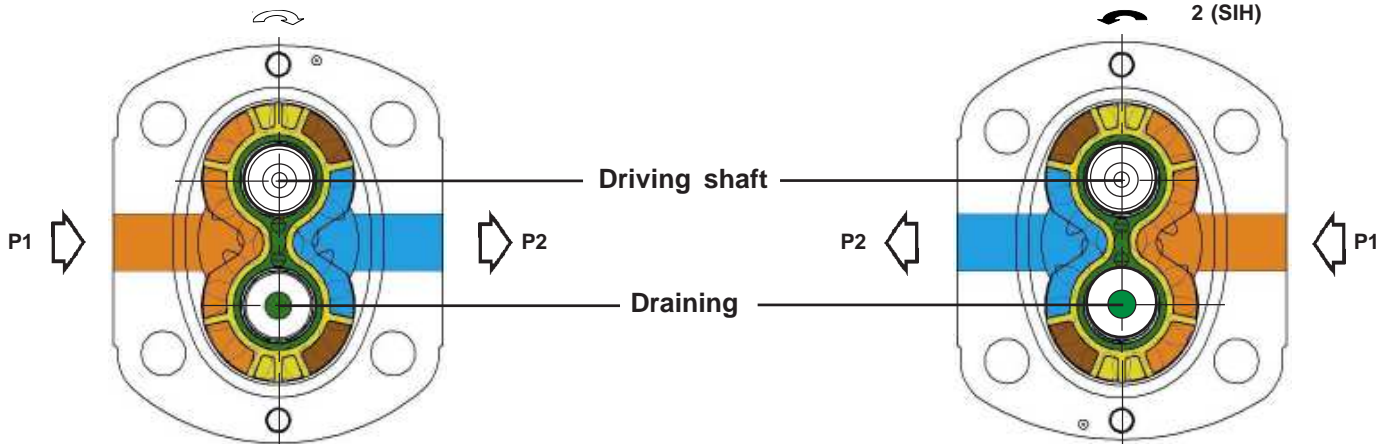 2 (SIH)
Driving shaft
P1
P2
P2
P1
Draining